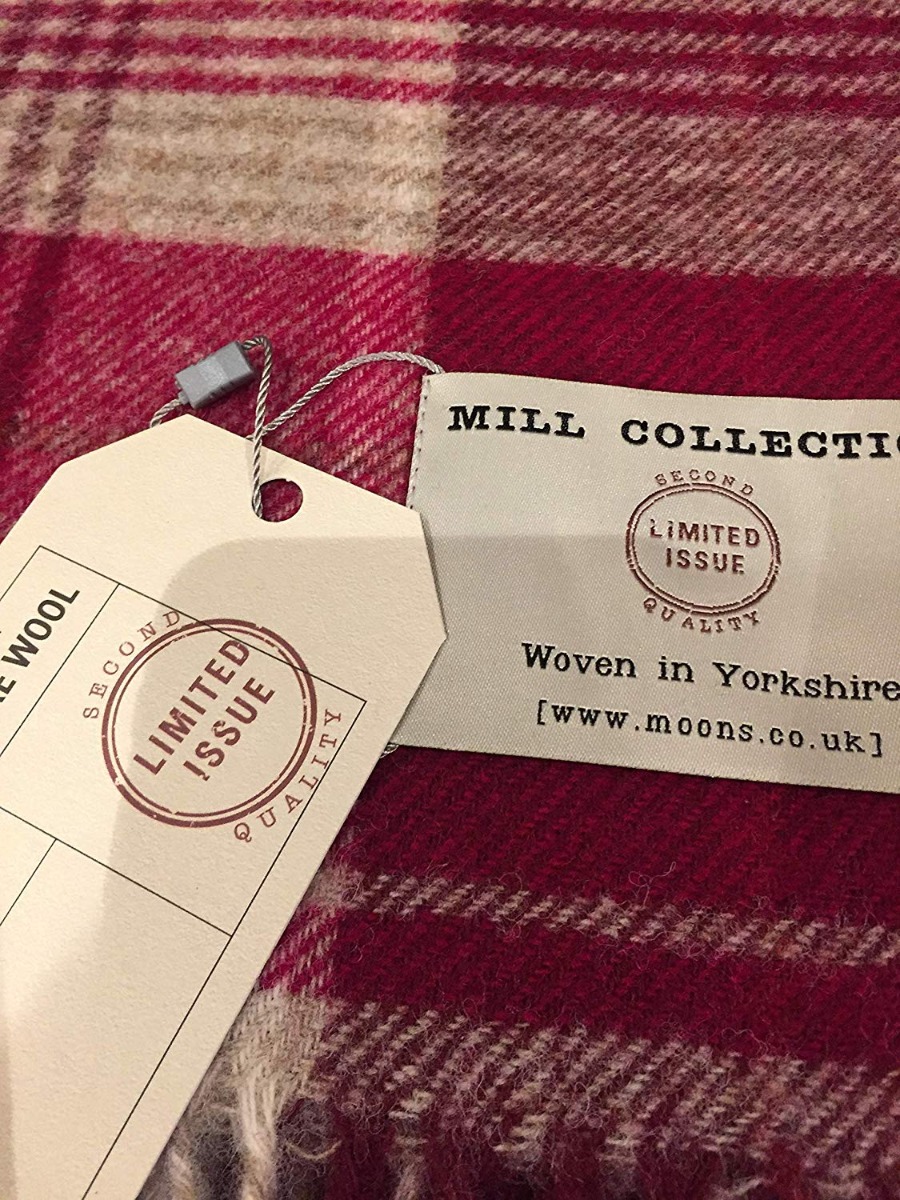 MILL COLLECTIO
SECOND
LIMITED
ISSUE
QUALITY
Woven in Yorkshire
[www.moons.co.uk]
WOOL
SECOND
LIMITED
ISSUE
QUALITY